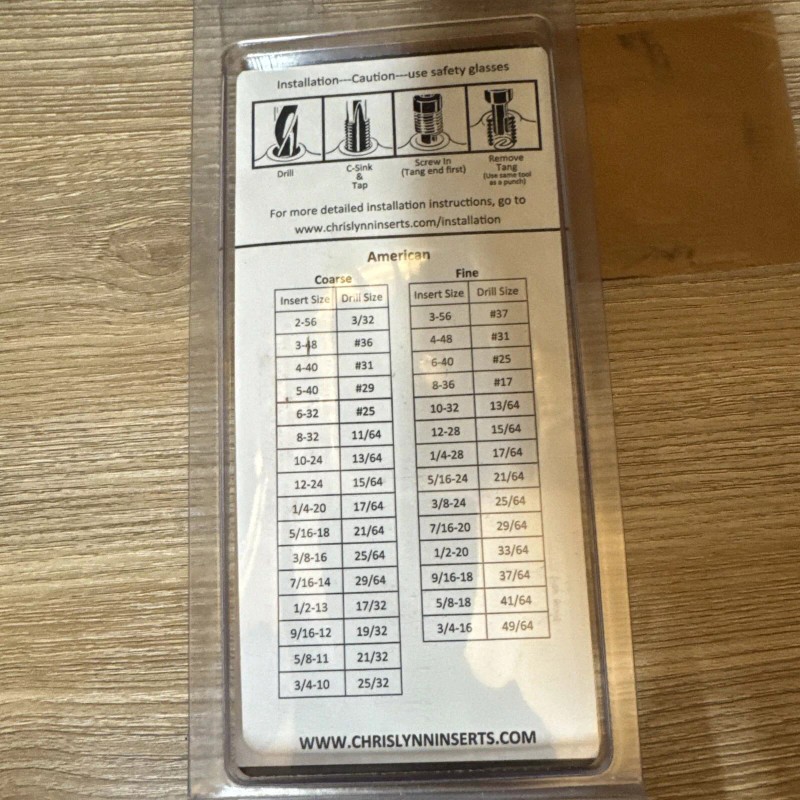 Installation---Caution---use safety glasses
Drill
C-Sink
&
Tap
Screw In
(Tang end first)
Remove
Tang
(Use same tool
as a punch)
For more detailed installation instructions, go to
www.chrislynninserts.com/installation
American
Coarse
Insert Size Drill Size
2-56 3/32
3-48 #36
4-40 #31
5-40 #29
6-32 #25
8-32 11/64
10-24 13/64
12-24 15/64
1/4-20 17/64
5/16-18 21/64
3/8-16 25/64
7/16-14 29/64
1/2-13 17/32
9/16-12 19/32
5/8-11 21/32
3/4-10 25/32
Fine
Insert Size Drill Size
3-56 #37
4-48 #31
6-40 #25
8-36 #17
10-32 13/64
12-28 15/64
1/4-28 17/64
5/16-24 21/64
3/8-24 25/64
7/16-20 29/64
1/2-20 33/64
9/16-18 37/64
5/8-18 41/64
3/4-16 49/64
WWW.CHRISLYNNINSERTS.COM